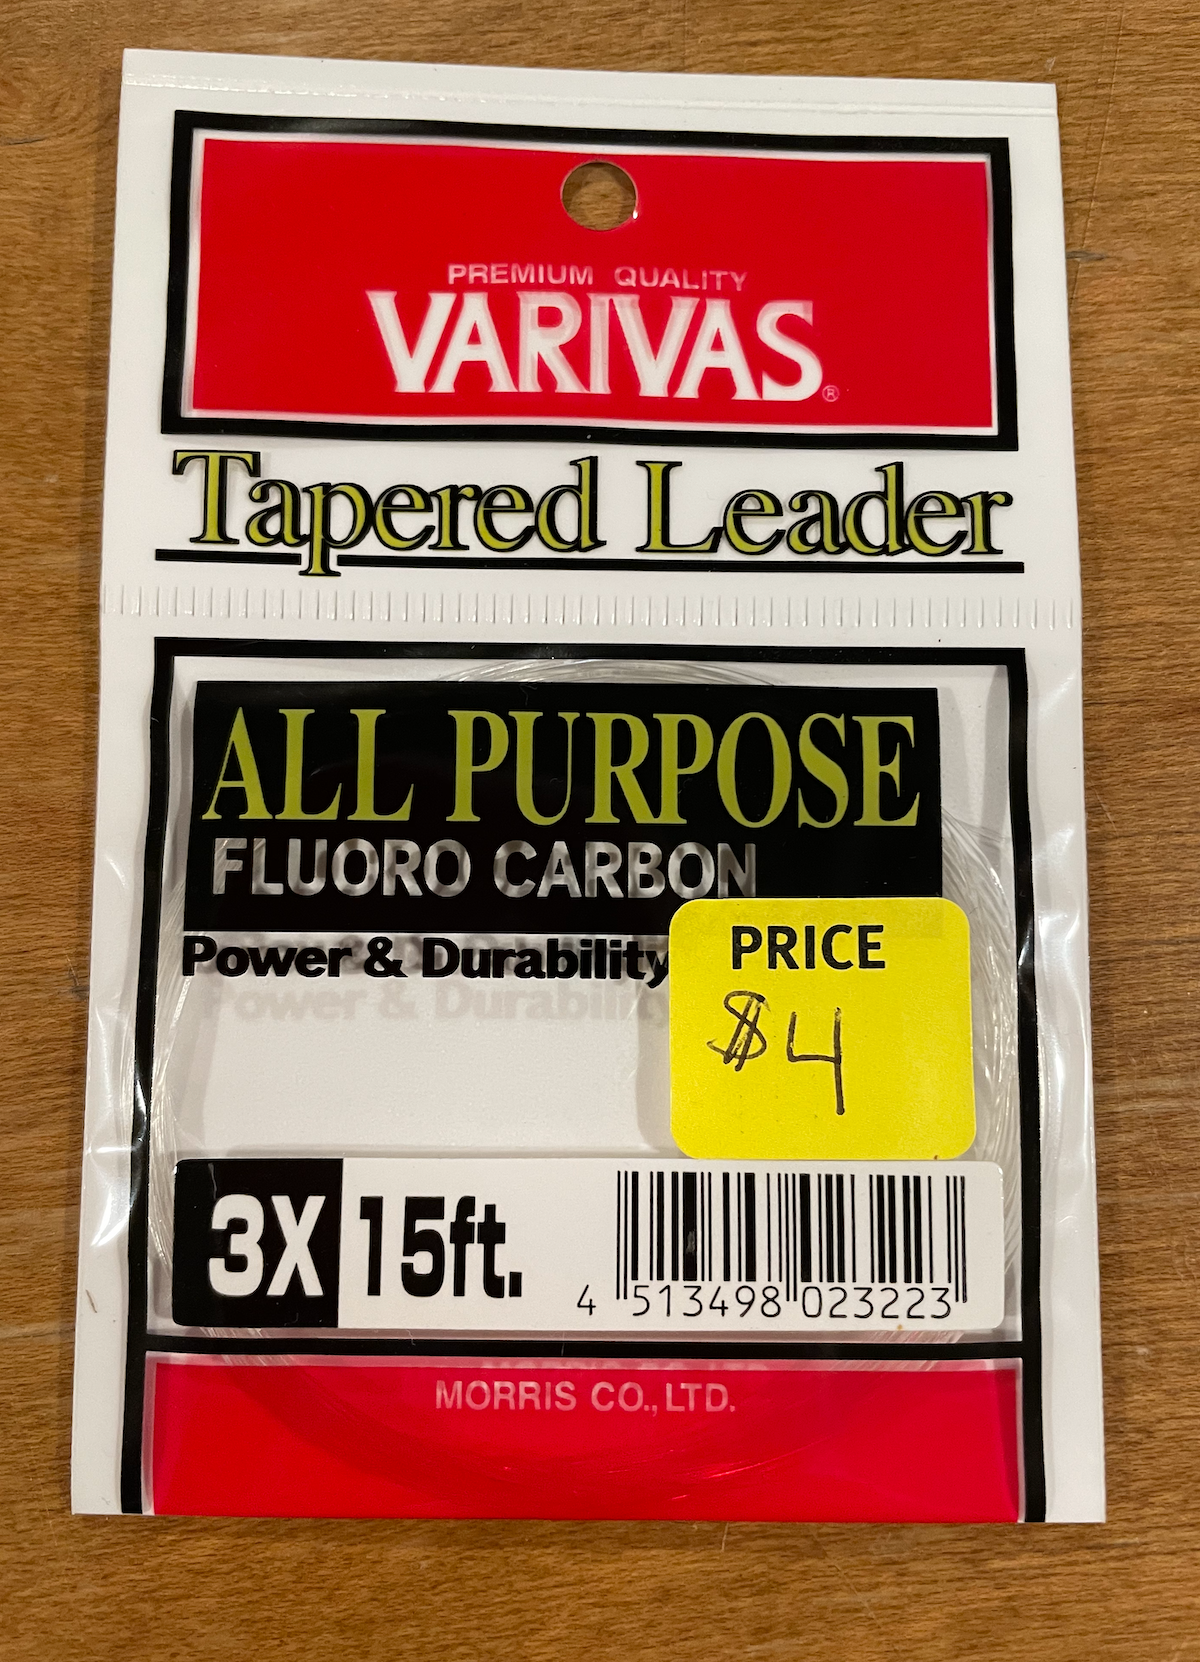 PREMIUM QUALITY
VARIVAS®
Tapered Leader
ALL PURPOSE
FLUORO CARBON
Power & Durability
PRICE
$4
3X 15ft.
4 513498 023223
MORRIS CO.,LTD.